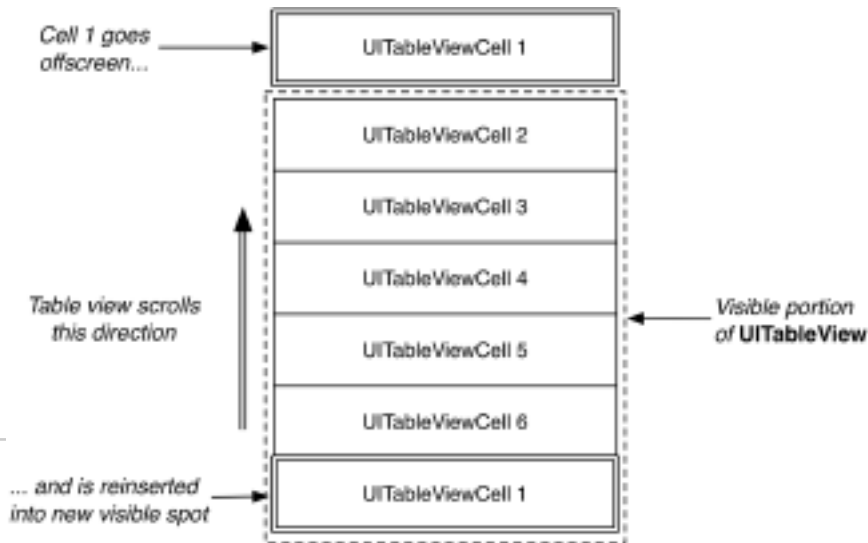 Cell 1 goes
offscreen...
UITableViewCell 1
UITableViewCell 2
UITableViewCell 3
UITableViewCell 4
Table view scrolls
this direction
Visible portion
of UITableView
UITableViewCell 5
UITableViewCell 6
... and is reinserted
into new visible spot
UITableViewCell 1